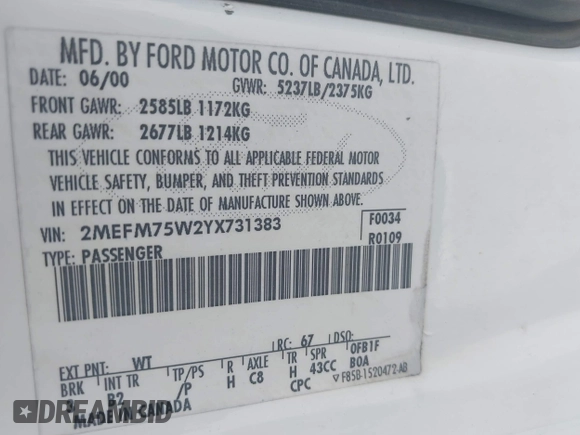 MFD. BY FORD MOTOR CO. OF CANADA, LTD.
DATE: 06/00 GVWR: 5237LB/2375KG
FRONT GAWR: 2585LB 1172KG
REAR GAWR: 2677LB 1214KG
THIS VEHICLE CONFORMS TO ALL APPLICABLE FEDERAL MOTOR
VEHICLE SAFETY, BUMPER, AND THEFT PREVENTION STANDARDS
IN EFFECT ON THE DATE OF MANUFACTURE SHOWN ABOVE.
VIN: 2MEFM75W2YX731383 F0034
TYPE: PASSENGER R0109
EXT PNT: WT RC: 67 DSO:
BRK INT TR TP/PS R AXLE TR SPR 0FB1F
B2 /P H C8 H 43CC B0A
CPC
MADE IN CANADA F85B-1520472-AB
DREAMBID